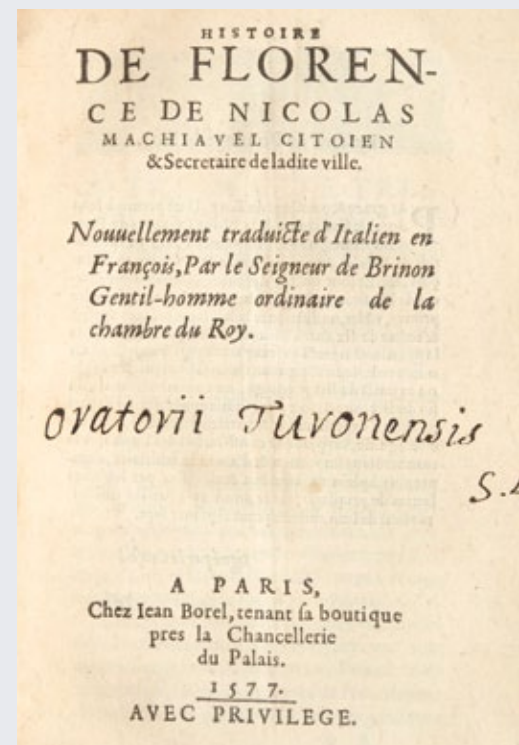 HISTOIRE
DE FLOREN-
CE DE NICOLAS
MACHIAVEL CITOIEN
& Secretaire de ladite ville.
Nouuellement traduicte d'Italien en
François, Par le Seigneur de Brinon
Gentil-homme ordinaire de la
chambre du Roy.
Oratorii Turonensis
S.
A PARIS,
Chez Iean Borel, tenant sa boutique
pres la Chancellerie
du Palais.
1577.
AVEC PRIVILEGE.